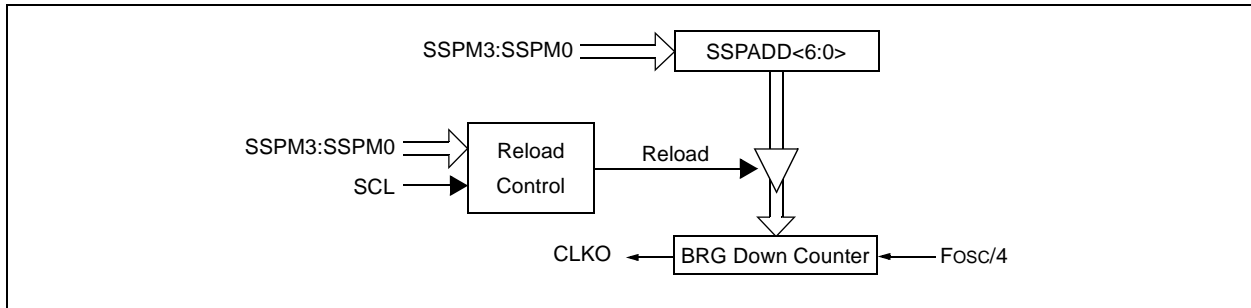 SSPM3:SSPM0
SSPADD<6:0>
SSPM3:SSPM0
SCL
Reload
Control
Reload
CLKO
BRG Down Counter
FOSC/4